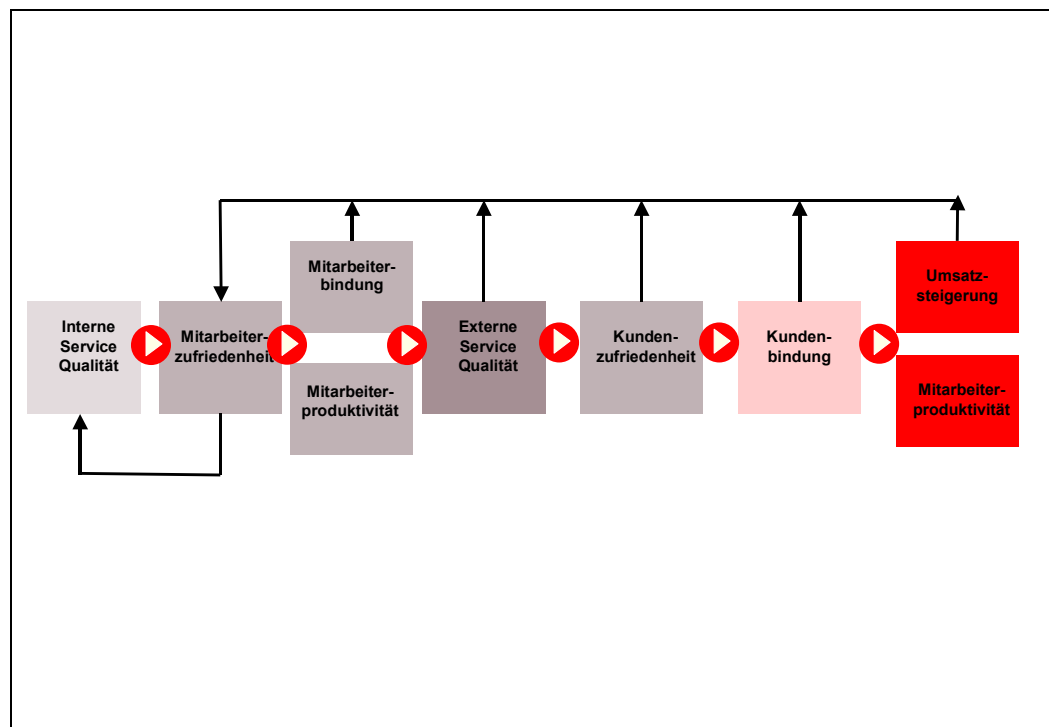 Interne
Service
Qualität
Mitarbeiter-
zufriedenheit
Mitarbeiter-
bindung
Mitarbeiter-
produktivität
Externe
Service
Qualität
Kunden-
zufriedenheit
Kunden-
bindung
Umsatz-
steigerung
Mitarbeiter-
produktivität